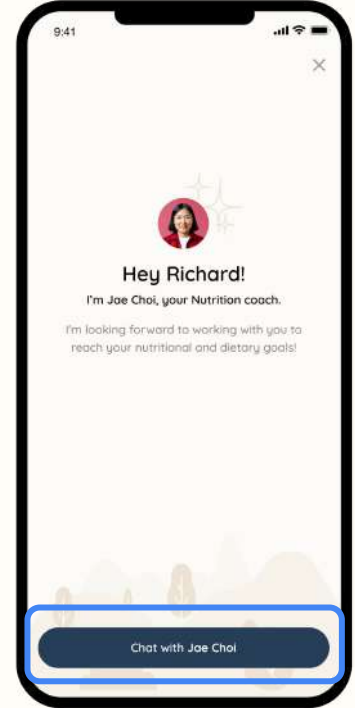 9:41
Hey Richard!
I'm Jae Choi, your Nutrition coach.
I'm looking forward to working with you to
reach your nutritional and dietary goals!
Chat with Jae Choi